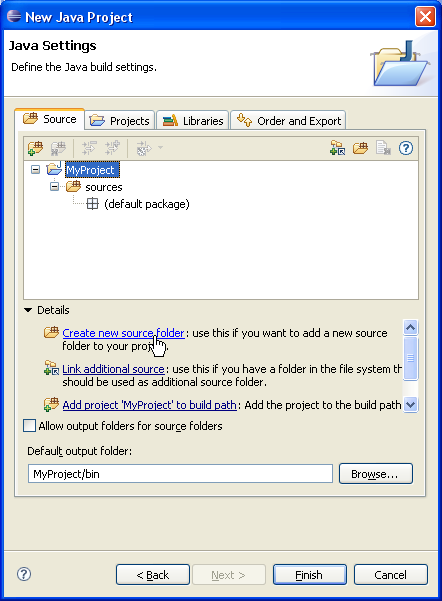 New Java Project
Java Settings
Define the Java build settings.
Source Projects Libraries Order and Export
MyProject
sources
(default package)
Details
Create new source folder: use this if you want to add a new source
folder to your project.
Link additional source: use this if you have a folder in the file system th
should be used as additional source folder.
Add project 'MyProject' to build path: Add the project to the build path
Allow output folders for source folders
Default output folder:
MyProject/bin
Browse...
< Back Next > Finish Cancel